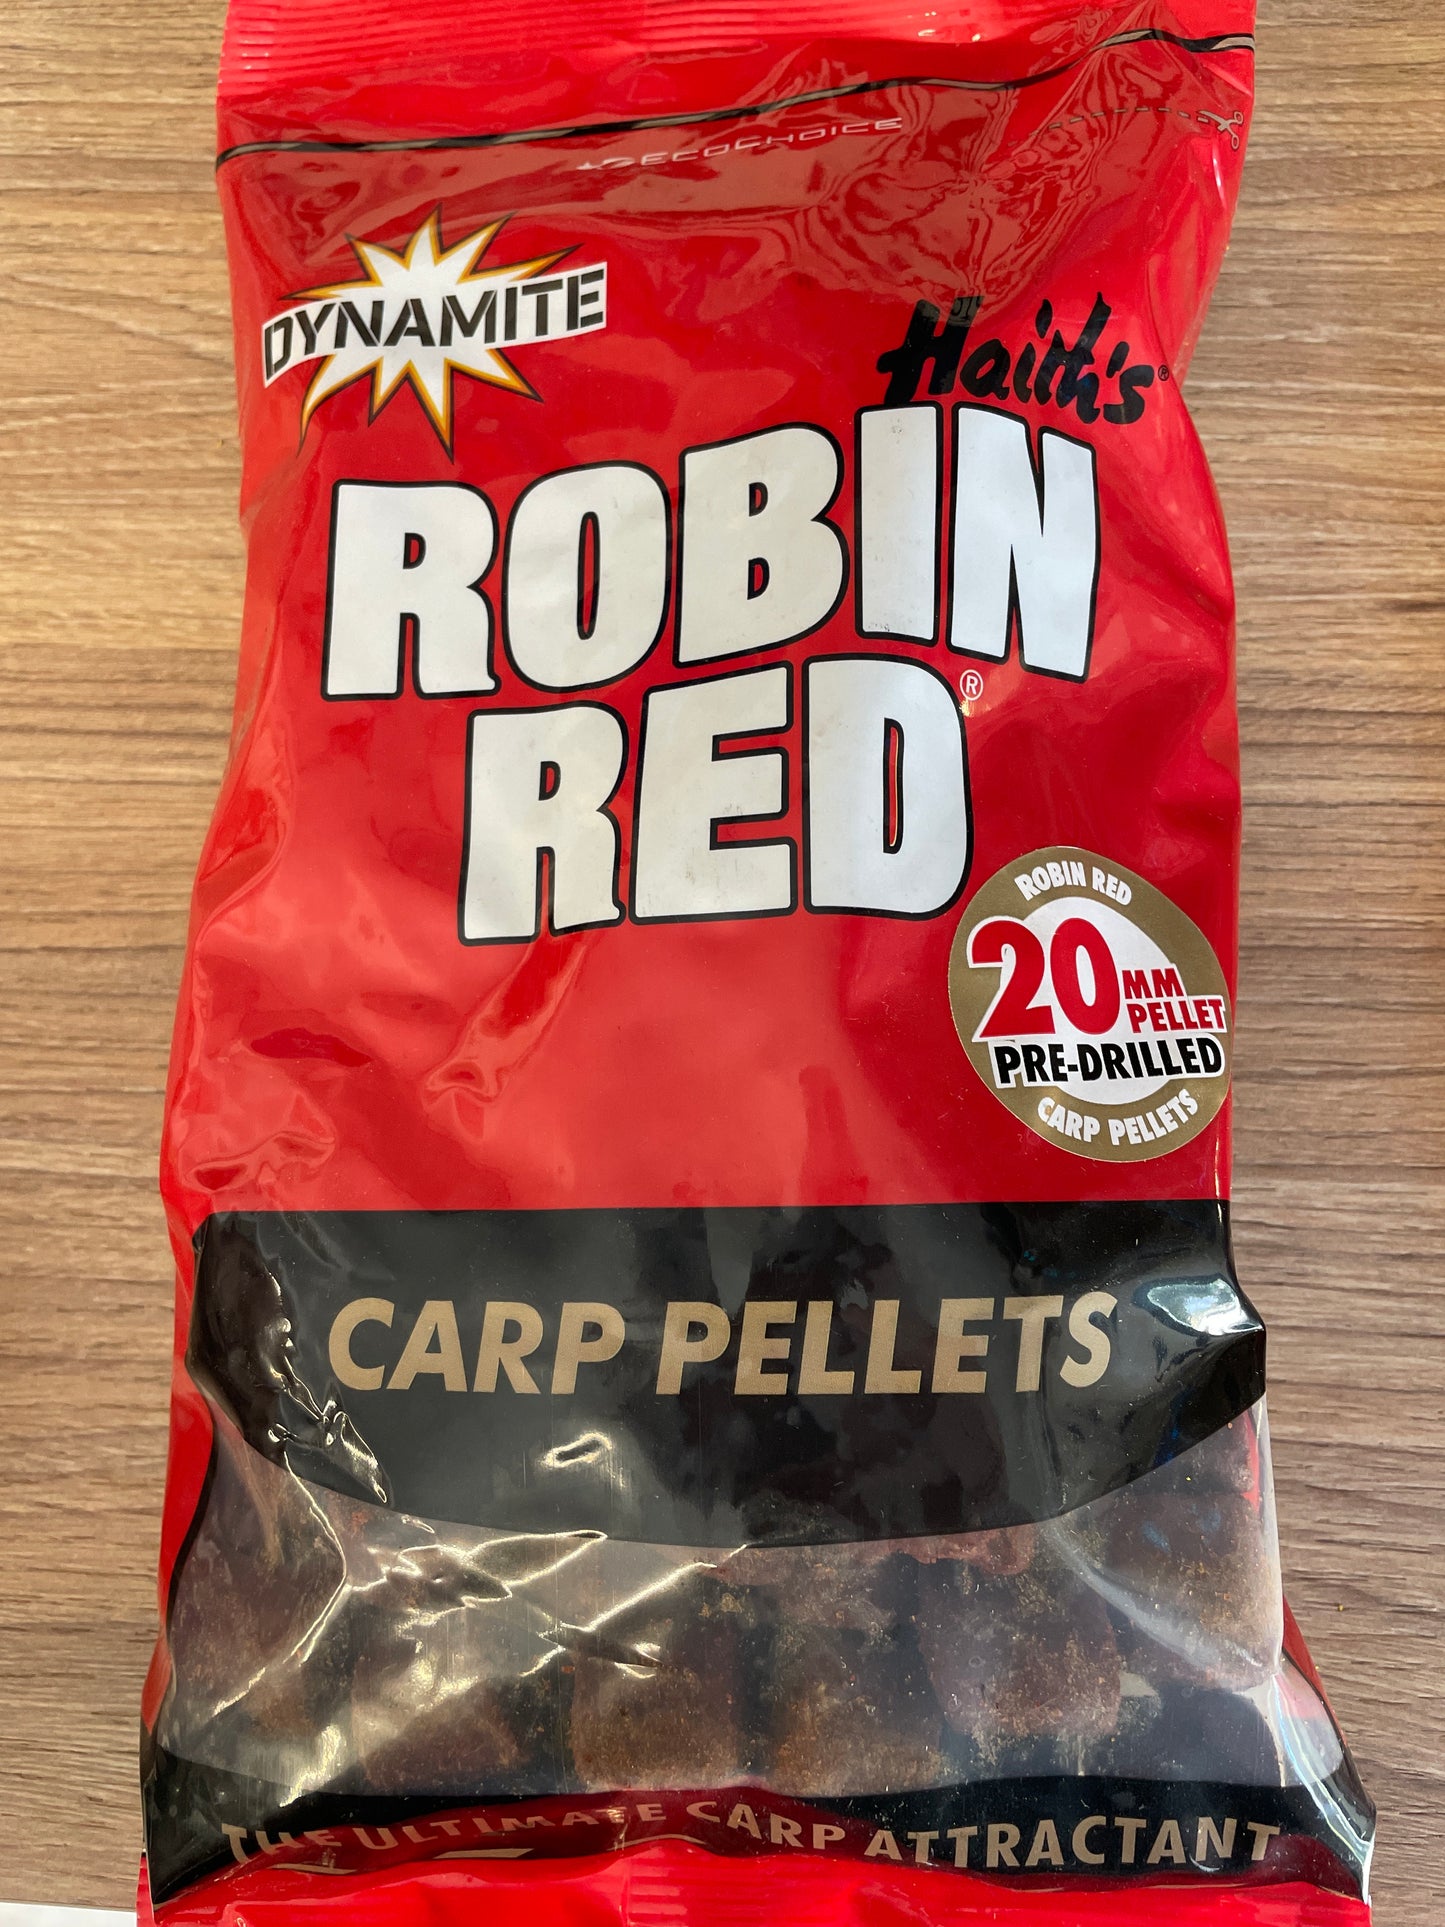 ECOCHOICE
DYNAMITE
Haith's®
ROBIN
RED®
ROBIN RED
20MM
PELLET
PRE-DRILLED
CARP PELLETS
CARP PELLETS
THE ULTIMATE CARP ATTRACTANT